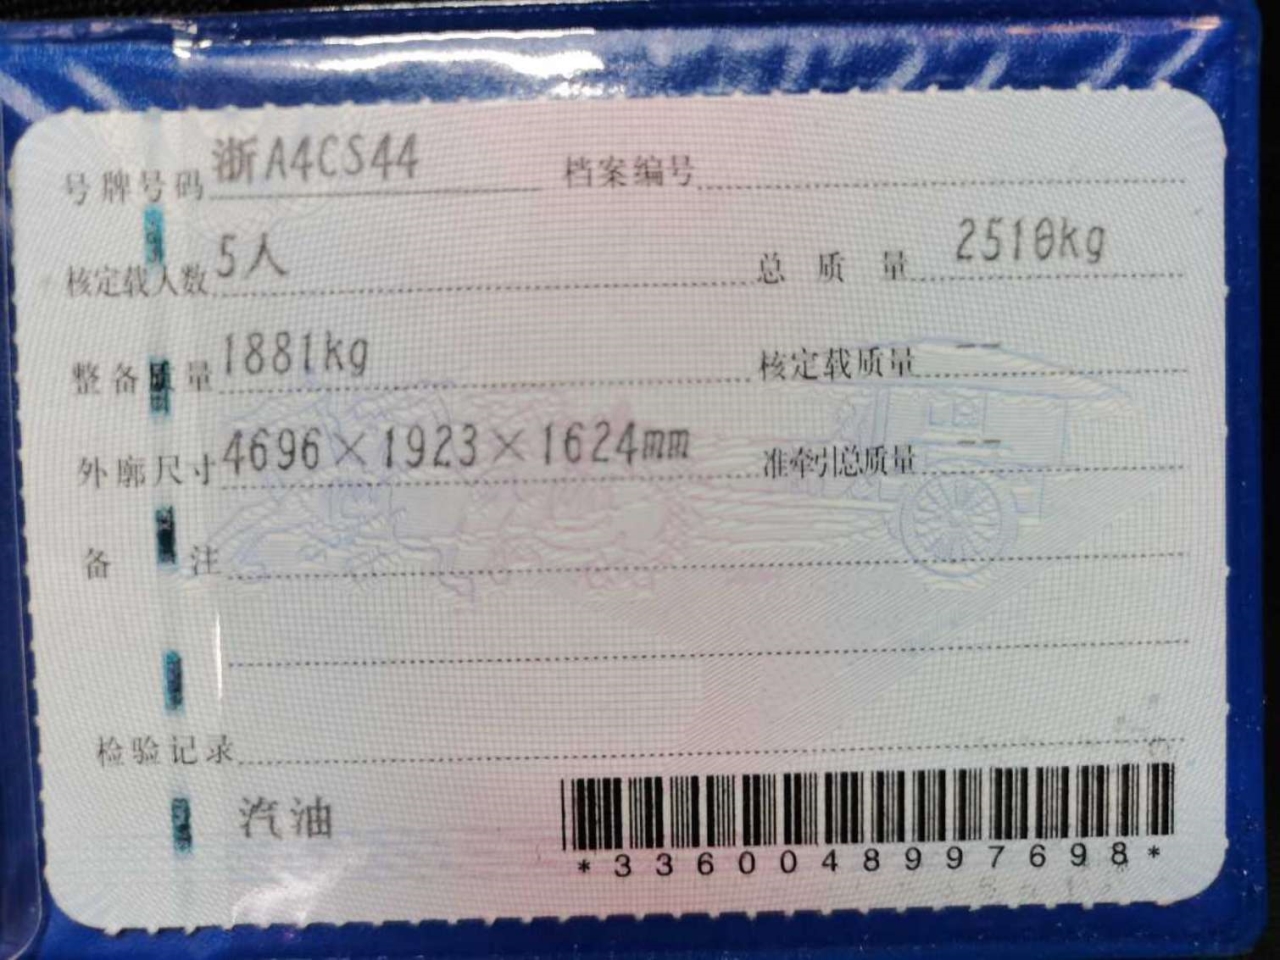 号牌号码 浙A4CS44 档案编号
核定载人数 5人 总质量 2510kg
整备质量 1881kg 核定载质量 --
外廓尺寸 4696×1923×1624mm 准牵引总质量 --
备注
检验记录
汽油
*3360048997698*